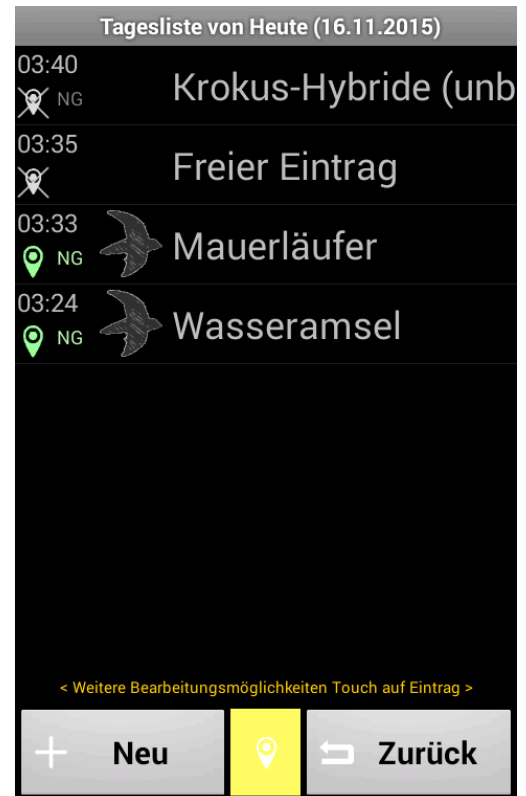 Tagesliste von Heute (16.11.2015)
03:40
NG
Krokus-Hybride (unb
03:35
Freier Eintrag
03:33
NG
Mauerläufer
03:24
NG
Wasseramsel
< Weitere Bearbeitungsmöglichkeiten Touch auf Eintrag >
Neu
Zurück